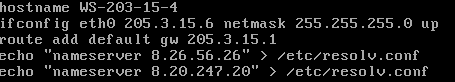 hostname WS-203-15-4
ifconfig eth0 205.3.15.6 netmask 255.255.255.0 up
route add default gw 205.3.15.1
echo "nameserver 8.26.56.26" > /etc/resolv.conf
echo "nameserver 8.20.247.20" > /etc/resolv.conf